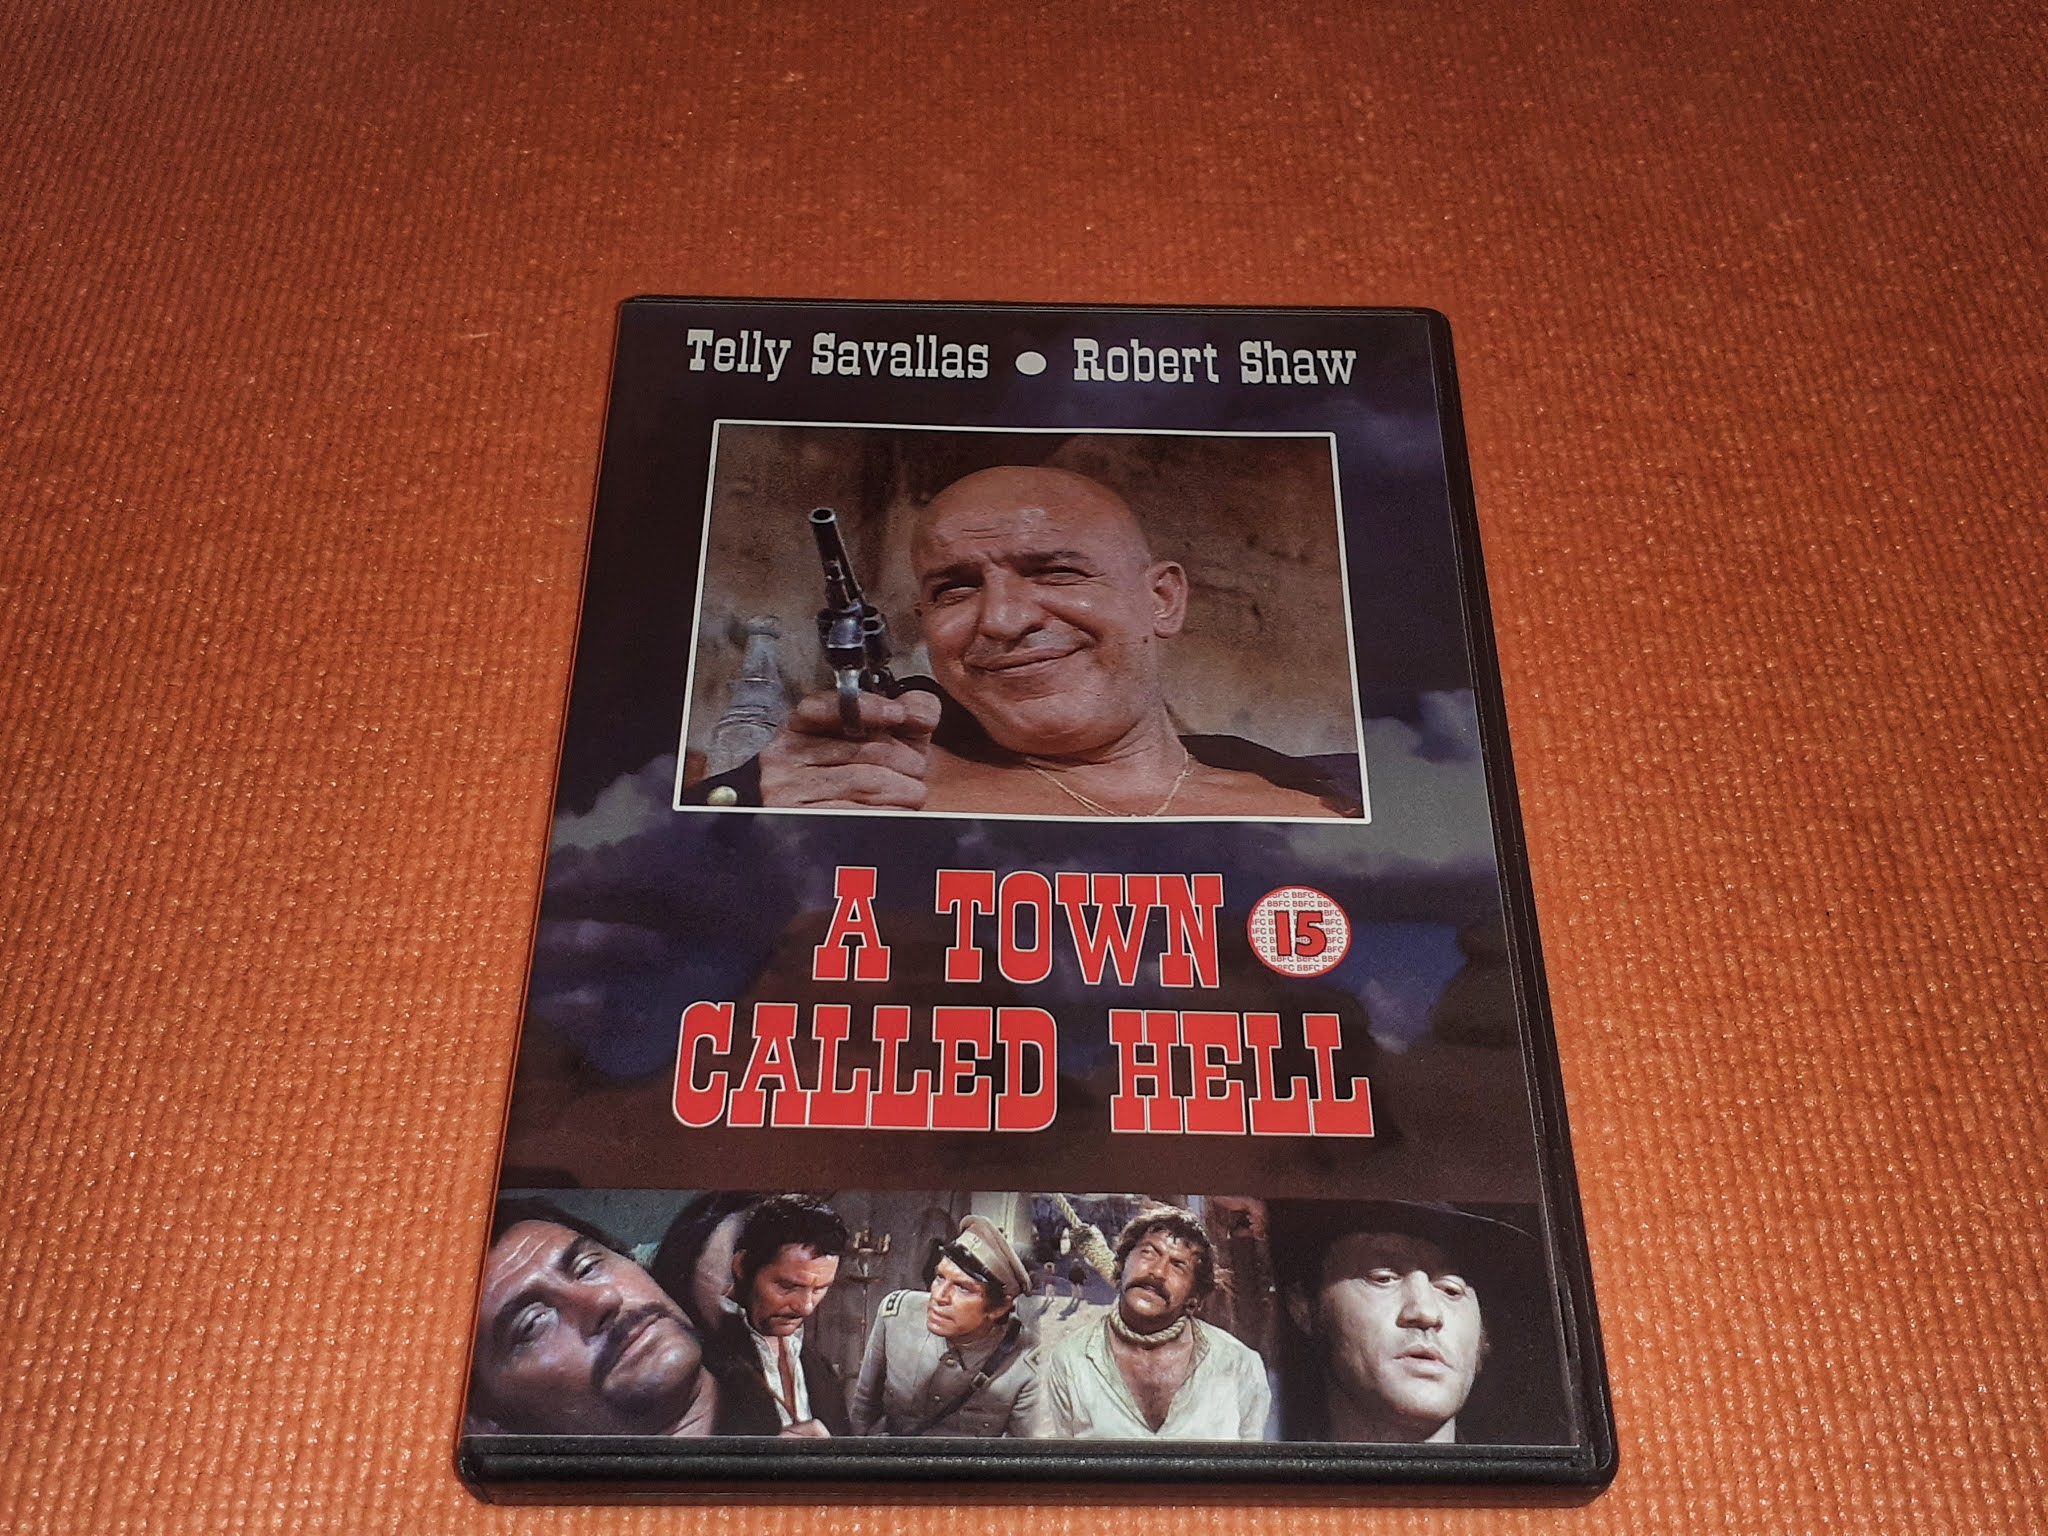 Telly Savallas • Robert Shaw
A TOWN
15
CALLED HELL